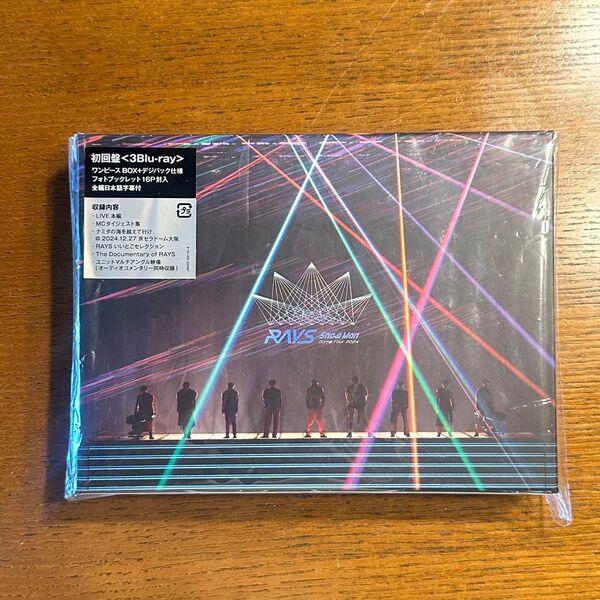 初回盤<3Blu-ray>
ワンピースBOX+デジパック仕様
フォトブックレット16P封入
全編日本語字幕付
収録内容
・LIVE 本編
・MCダイジェスト集
・ナミダの海を越えて行け
@ 2024.12.27 京セラドーム大阪
・RAYS いいとこセレクション
・The Documentary of RAYS
・ユニットマルチアングル映像
(オーディオコメンタリー同時収録)
プラ
RAYS Snow Man
Dome Tour 2024